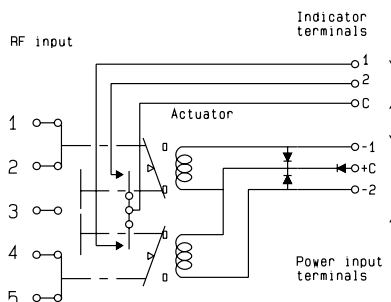 Indicator
terminals
RF input
1
2
C
Actuator
1
2
3
4
5
-1
+C
-2
Power input
terminals